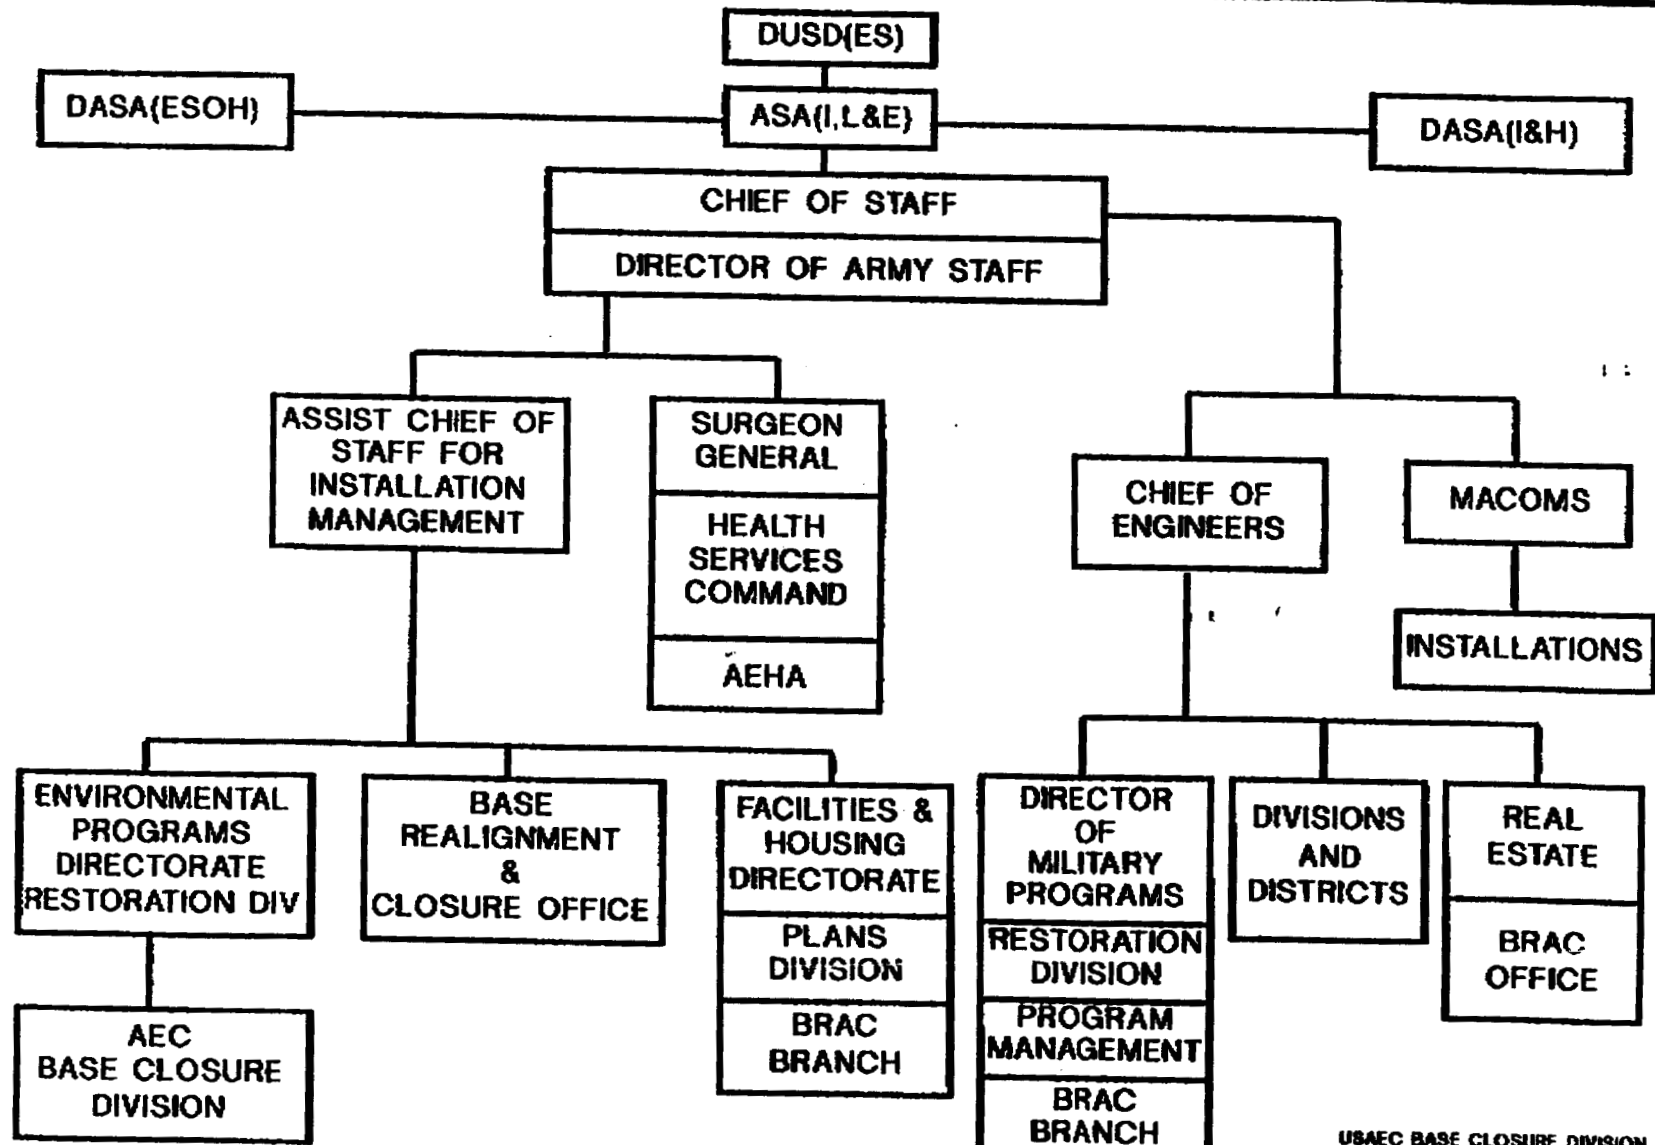 DUSD(ES)
DASA(ESOH)
ASA(I,L&E)
DASA(I&H)
CHIEF OF STAFF
DIRECTOR OF ARMY STAFF
ASSIST CHIEF OF
STAFF FOR
INSTALLATION
MANAGEMENT
SURGEON
GENERAL
HEALTH
SERVICES
COMMAND
AEHA
CHIEF OF
ENGINEERS
MACOMS
INSTALLATIONS
ENVIRONMENTAL
PROGRAMS
DIRECTORATE
RESTORATION DIV
AEC
BASE CLOSURE
DIVISION
BASE
REALIGNMENT
&
CLOSURE OFFICE
FACILITIES &
HOUSING
DIRECTORATE
PLANS
DIVISION
BRAC
BRANCH
DIRECTOR
OF
MILITARY
PROGRAMS
RESTORATION
DIVISION
PROGRAM
MANAGEMENT
BRAC
BRANCH
DIVISIONS
AND
DISTRICTS
REAL
ESTATE
BRAC
OFFICE
USAEC BASE CLOSURE DIVISION